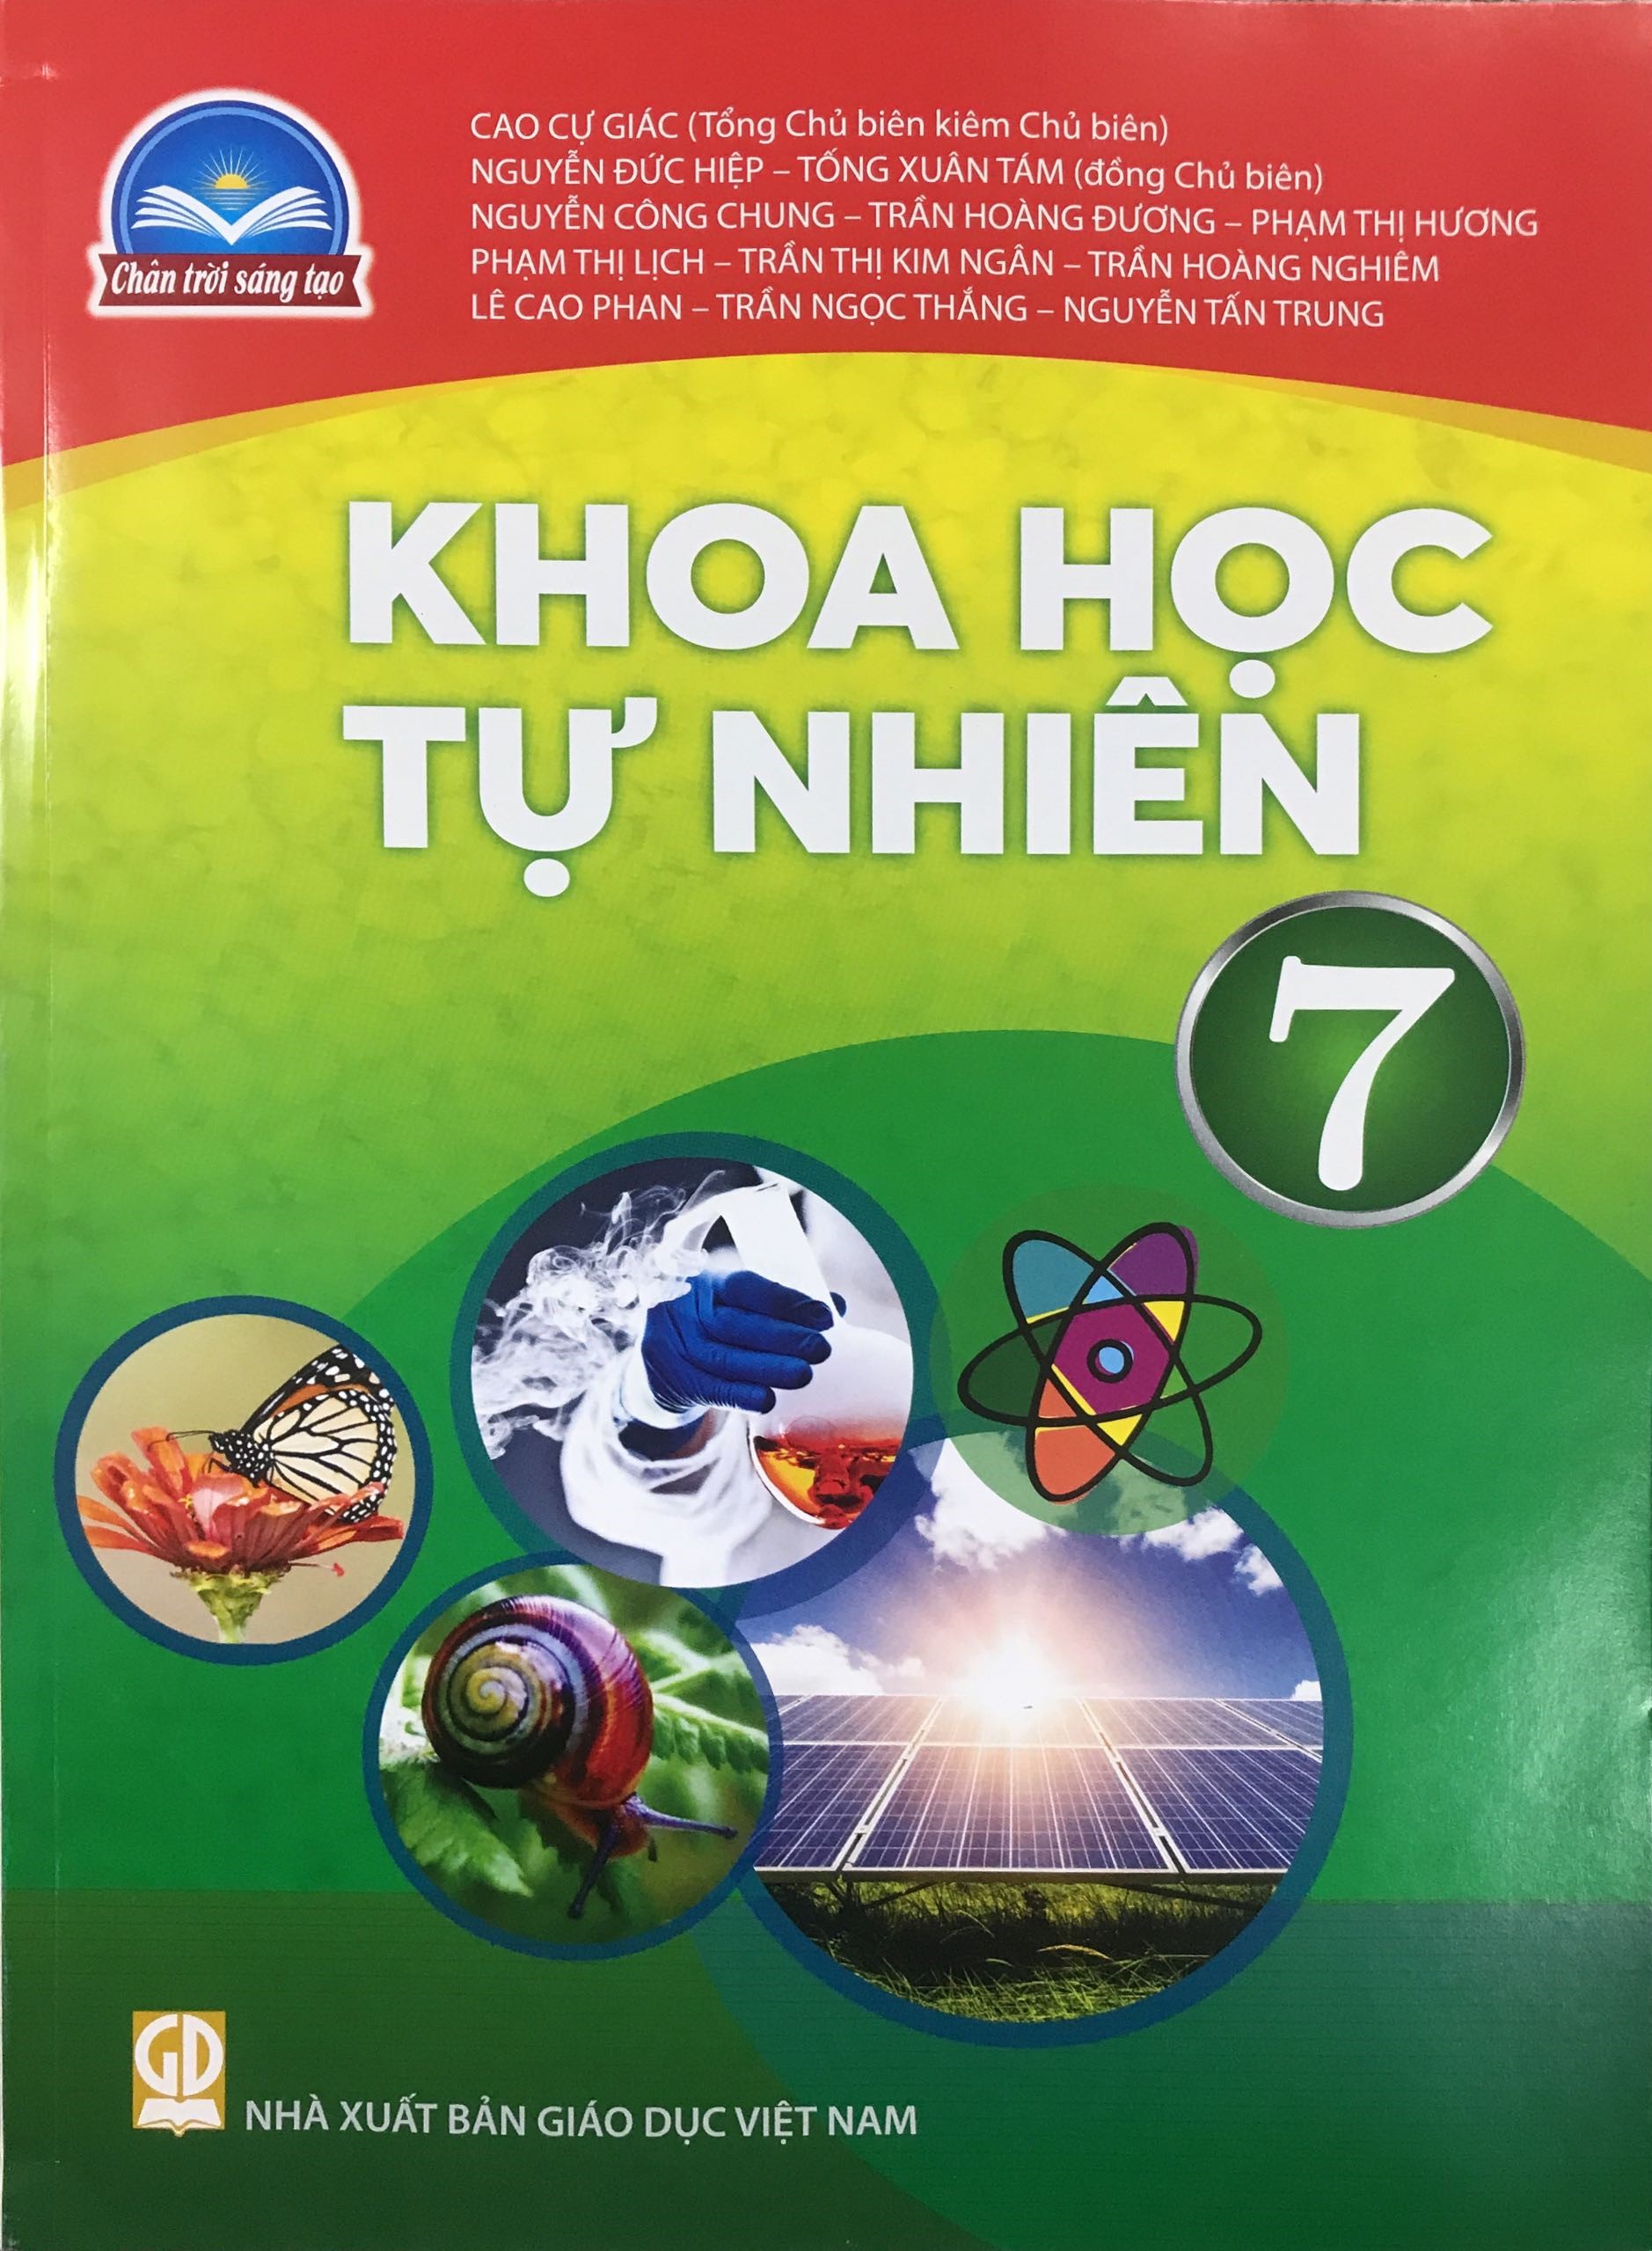 Chân trời sáng tạo
CAO CỰ GIÁC (Tổng Chủ biên kiêm Chủ biên)
NGUYỄN ĐỨC HIỆP – TỐNG XUÂN TÁM (đồng Chủ biên)
NGUYỄN CÔNG CHUNG – TRẦN HOÀNG ĐƯƠNG – PHẠM THỊ HƯƠNG
PHẠM THỊ LỊCH – TRẦN THỊ KIM NGÂN – TRẦN HOÀNG NGHIÊM
LÊ CAO PHAN – TRẦN NGỌC THẮNG – NGUYỄN TẤN TRUNG
KHOA HỌC
TỰ NHIÊN
7
GD
NHÀ XUẤT BẢN GIÁO DỤC VIỆT NAM